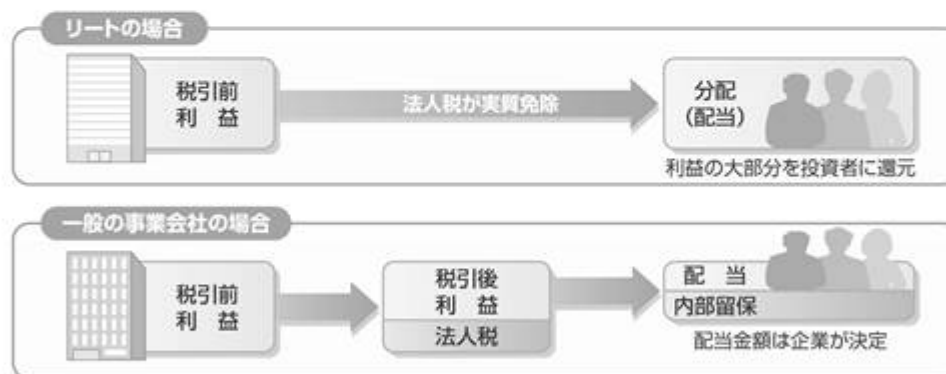 リートの場合
税引前
利　益
法人税が実質免除
分配
(配当)
利益の大部分を投資者に還元
一般の事業会社の場合
税引前
利　益
税引後
利　益
法人税
配　当
内部留保
配当金額は企業が決定